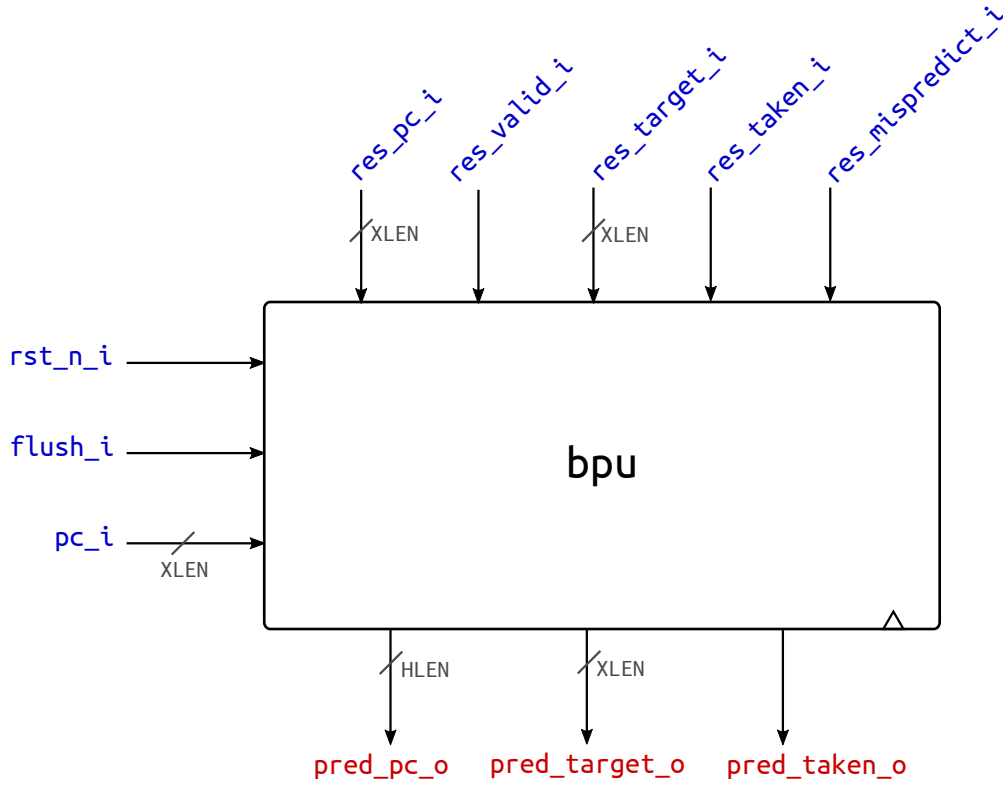 res_pc_i
res_valid_i
res_target_i
res_taken_i
res_mispredict_i
XLEN
XLEN
rst_n_i
flush_i
bpu
pc_i
XLEN
HLEN
XLEN
pred_pc_o
pred_target_o
pred_taken_o